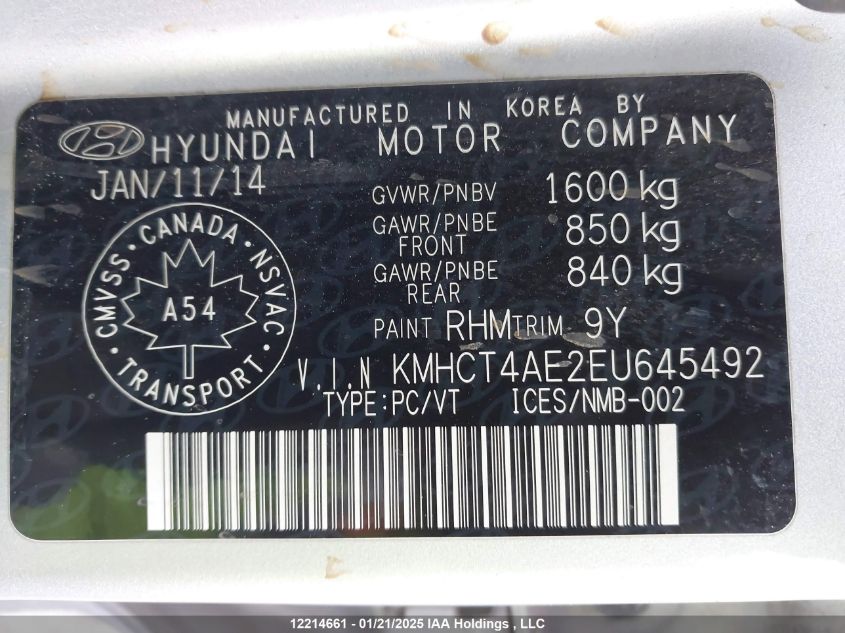 MANUFACTURED IN KOREA BY
HYUNDAI MOTOR COMPANY
JAN/11/14
GVWR/PNBV 1600 kg
GAWR/PNBE FRONT 850 kg
GAWR/PNBE REAR 840 kg
PAINT RHM TRIM 9Y
CMVSS · CANADA · NSVAC · TRANSPORT ·
A54
V.I.N KMHCT4AE2EU645492
TYPE:PC/VT ICES/NMB-002
12214661 - 01/21/2025 IAA Holdings , LLC